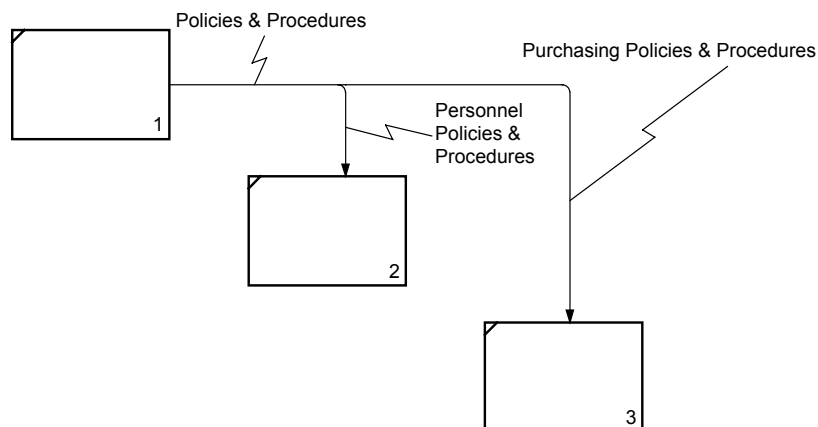 Policies & Procedures
Purchasing Policies & Procedures
1
Personnel
Policies &
Procedures
2
3